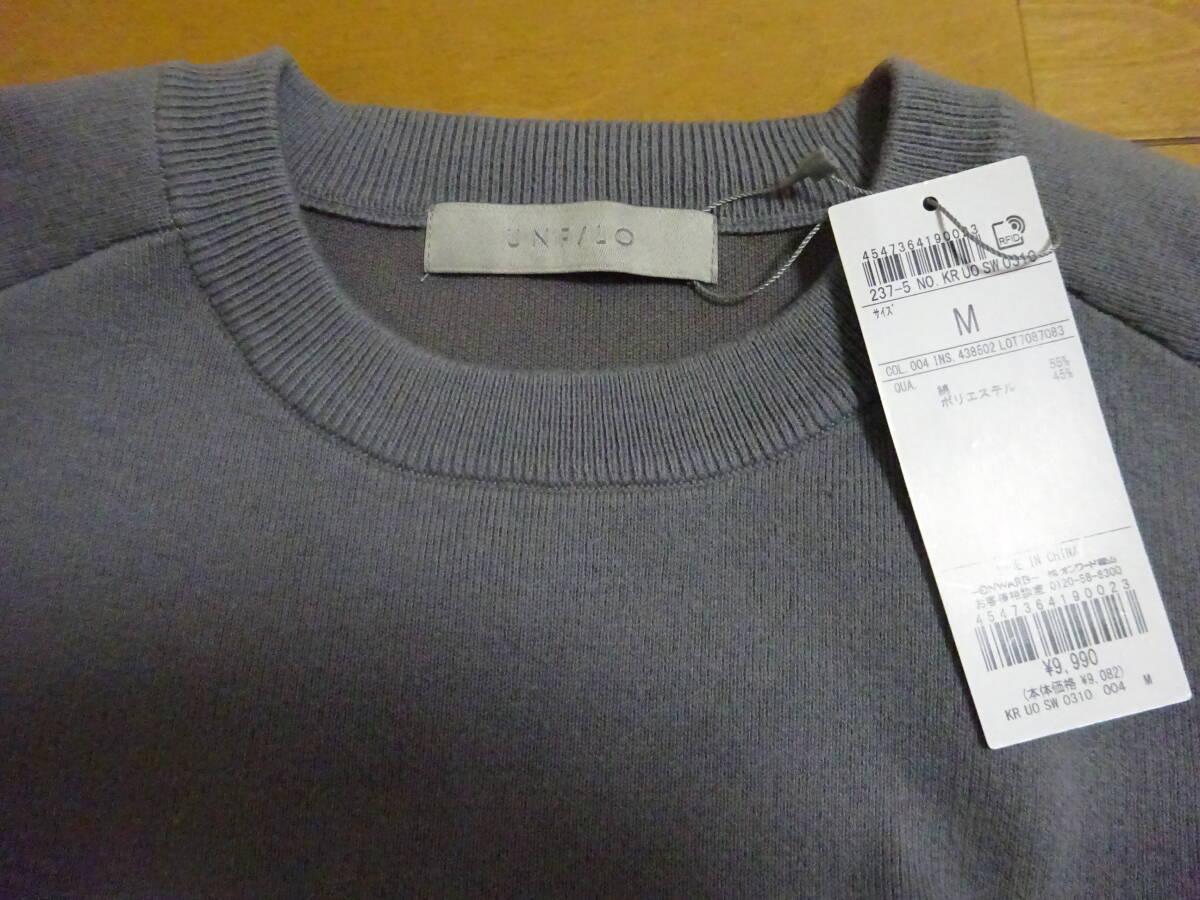 UNF/LO
4547364190023
RFID
237-5 NO. KR UO SW 0310
サイズ
M
COL. 004 INS. 438502 LOT7087083
QUA. 綿 55%
ポリエステル 45%
IN CHINA
ONWARD オンワード樫山
お客様相談室 0120-58-6300
4547364190023
¥9,990
(本体価格 ¥9,082)
KR UO SW 0310 004 M